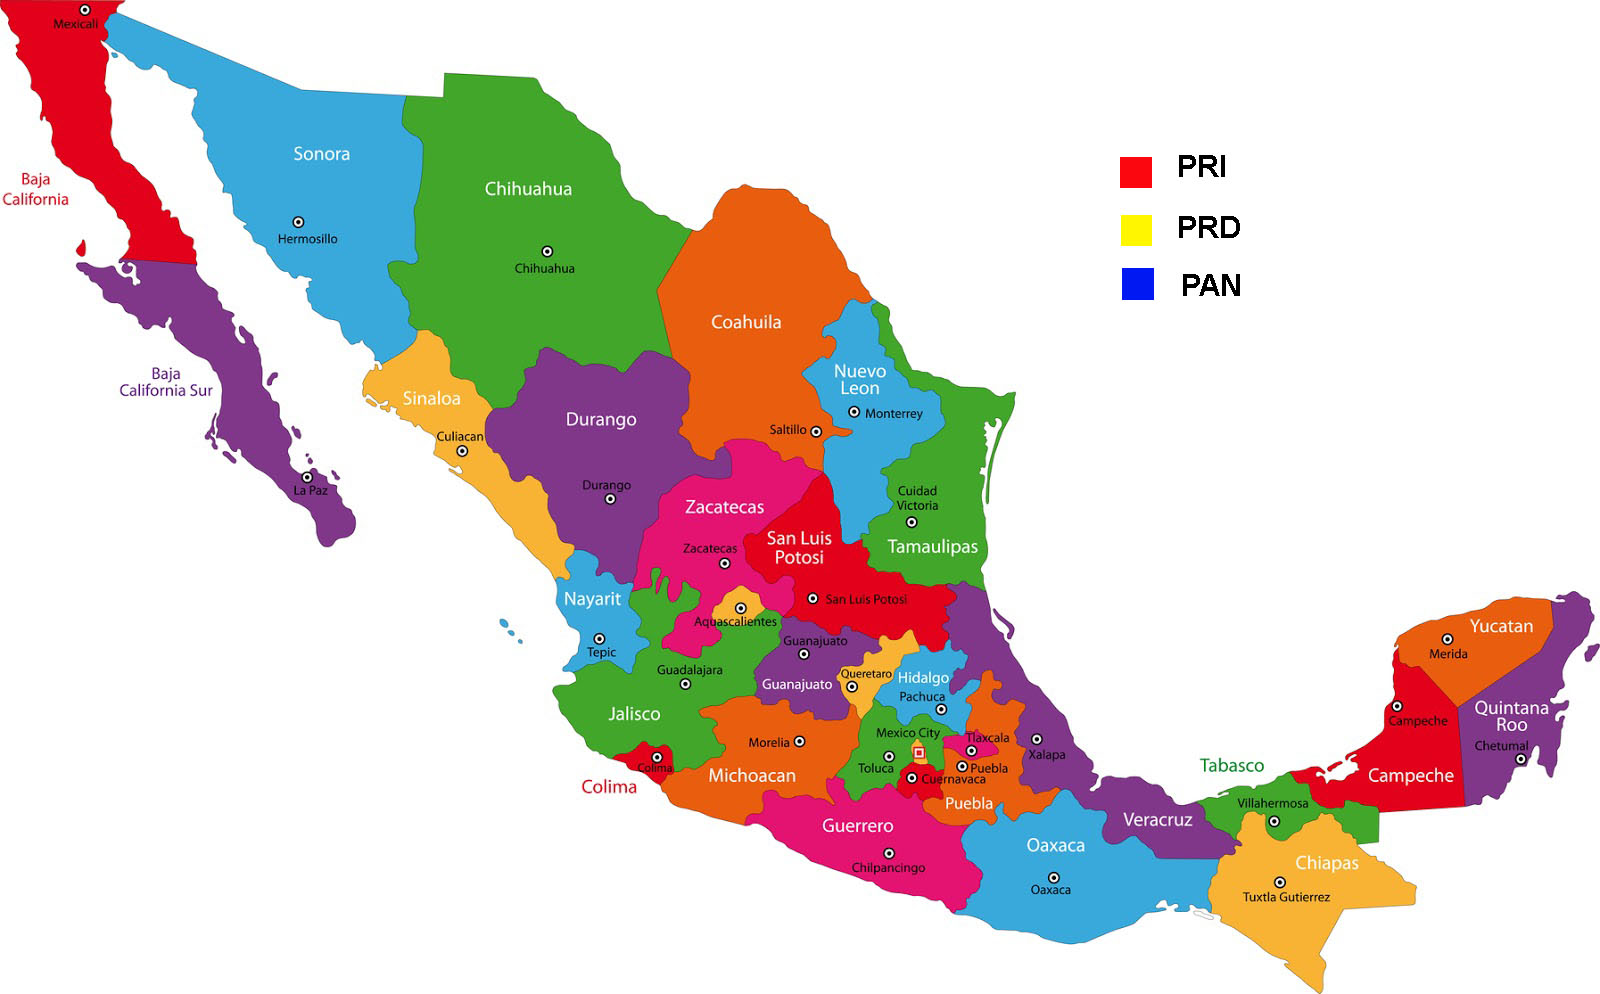 Mexicali
Baja
California
Sonora
Hermosillo
Chihuahua
Chihuahua
PRI
PRD
PAN
Coahuila
Saltillo
Nuevo
Leon
Monterrey
Baja
California Sur
La Paz
Sinaloa
Culiacan
Durango
Durango
Zacatecas
Zacatecas
San Luis
Potosi
San Luis Potosi
Cuidad
Victoria
Tamaulipas
Nayarit
Tepic
Aguascalientes
Guadalajara
Jalisco
Guanajuato
Guanajuato
Queretaro
Hidalgo
Pachuca
Mexico City
Toluca
Tlaxcala
Puebla
Cuernavaca
Puebla
Xalapa
Colima
Colima
Morelia
Michoacan
Guerrero
Chilpancingo
Oaxaca
Oaxaca
Veracruz
Tabasco
Villahermosa
Chiapas
Tuxtla Gutierrez
Yucatan
Merida
Campeche
Campeche
Quintana
Roo
Chetumal